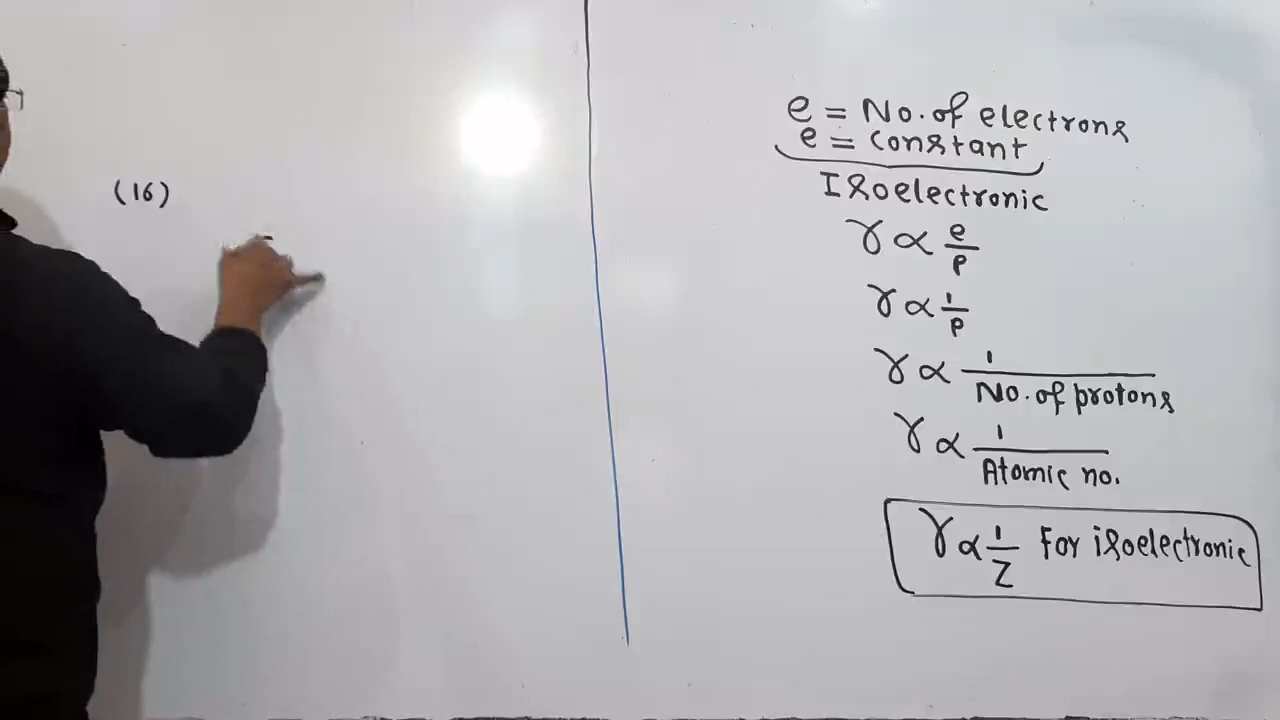 (16)
e = No. of electrons
e = Constant
Isoelectronic
r ∝ e/p
r ∝ 1/p
r ∝ 1/No. of protons
r ∝ 1/Atomic no.
r ∝ 1/Z For isoelectronic